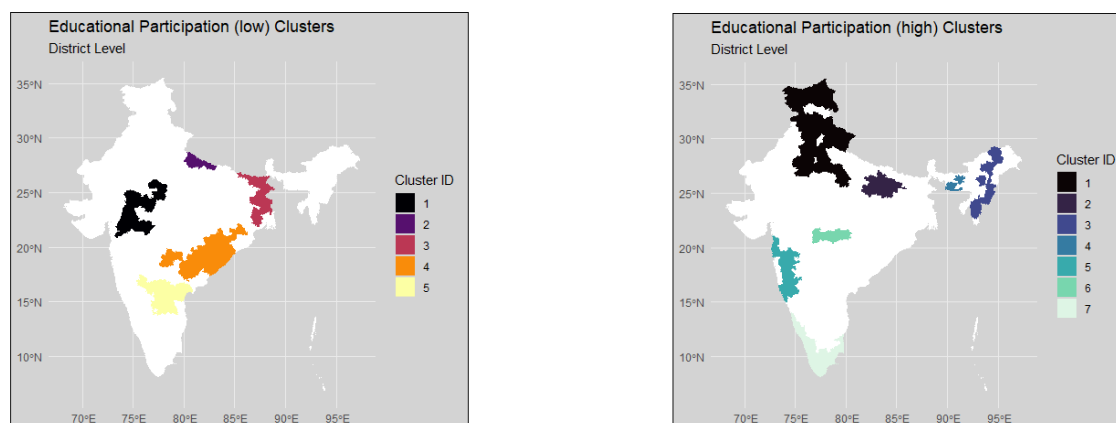 Educational Participation (low) Clusters
District Level
35°N
30°N
25°N
20°N
15°N
10°N
70°E 75°E 80°E 85°E 90°E 95°E
Cluster ID
1
2
3
4
5
Educational Participation (high) Clusters
District Level
35°N
30°N
25°N
20°N
15°N
10°N
70°E 75°E 80°E 85°E 90°E 95°E
Cluster ID
1
2
3
4
5
6
7